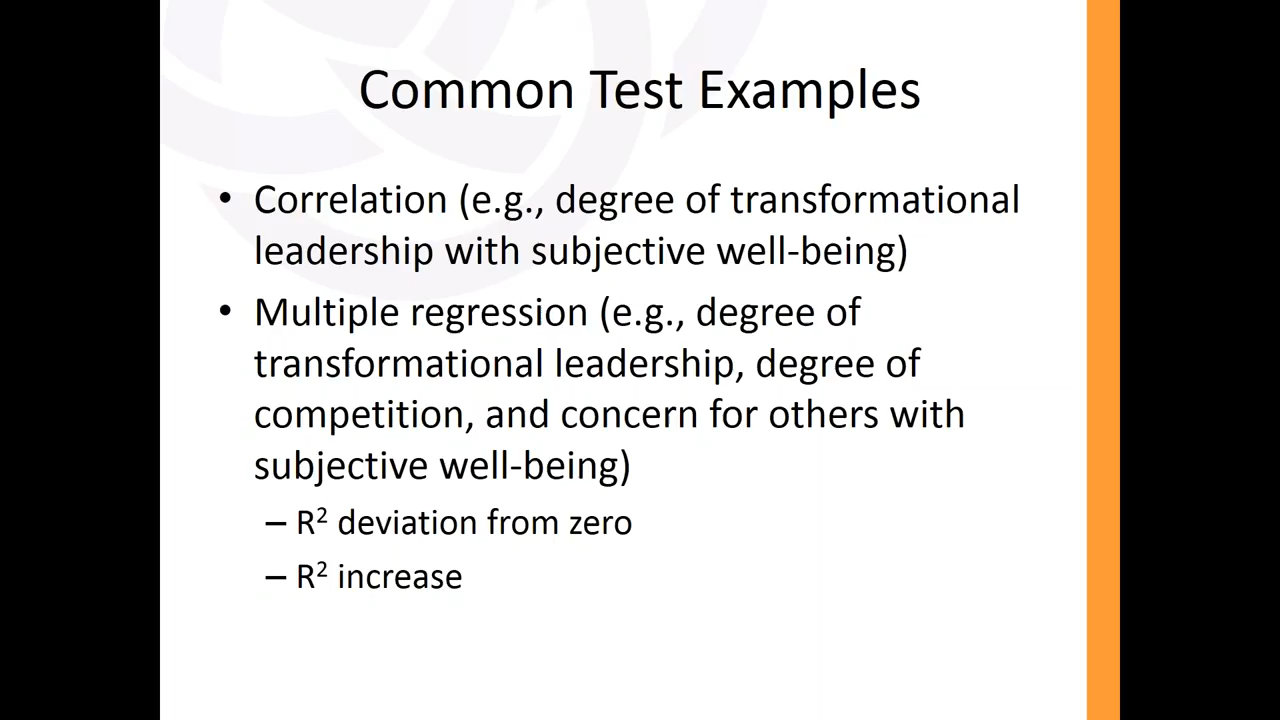 Common Test Examples
• Correlation (e.g., degree of transformational
leadership with subjective well-being)
• Multiple regression (e.g., degree of
transformational leadership, degree of
competition, and concern for others with
subjective well-being)
– R² deviation from zero
– R² increase